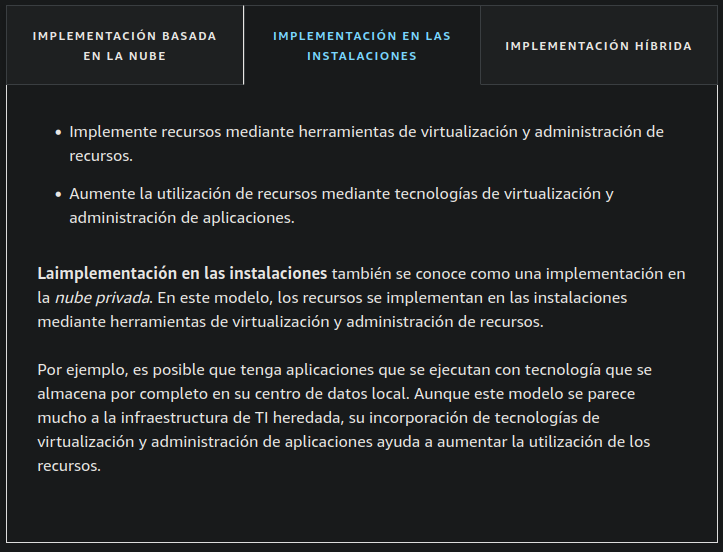 IMPLEMENTACIÓN BASADA
EN LA NUBE
IMPLEMENTACIÓN EN LAS
INSTALACIONES
IMPLEMENTACIÓN HÍBRIDA
• Implemente recursos mediante herramientas de virtualización y administración de
recursos.
• Aumente la utilización de recursos mediante tecnologías de virtualización y
administración de aplicaciones.
Laimplementación en las instalaciones también se conoce como una implementación en
la nube privada. En este modelo, los recursos se implementan en las instalaciones
mediante herramientas de virtualización y administración de recursos.
Por ejemplo, es posible que tenga aplicaciones que se ejecutan con tecnología que se
almacena por completo en su centro de datos local. Aunque este modelo se parece
mucho a la infraestructura de TI heredada, su incorporación de tecnologías de
virtualización y administración de aplicaciones ayuda a aumentar la utilización de los
recursos.